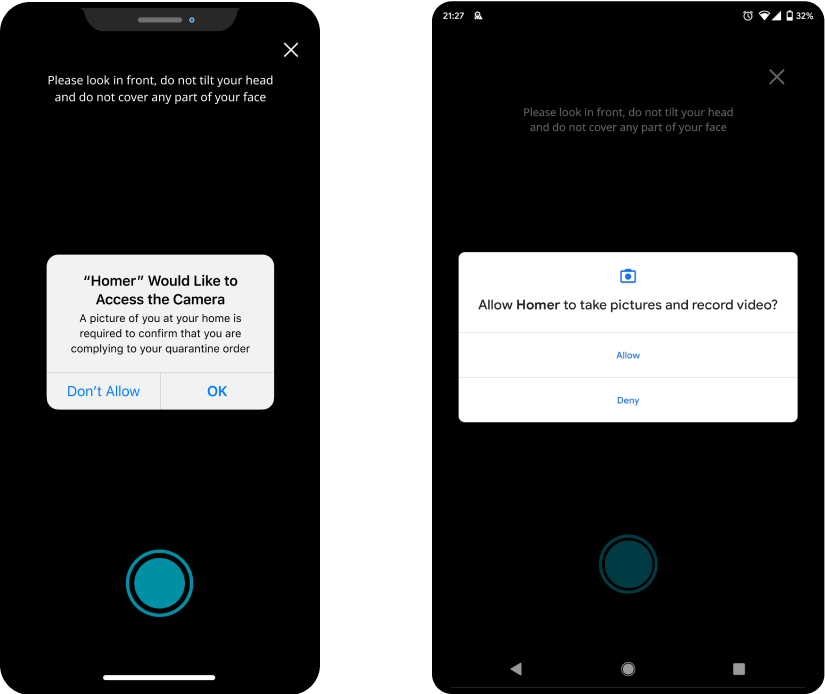 Please look in front, do not tilt your head
and do not cover any part of your face
“Homer” Would Like to
Access the Camera
A picture of you at your home is
required to confirm that you are
complying to your quarantine order
Don’t Allow
OK
21:27
32%
Please look in front, do not tilt your head
and do not cover any part of your face
Allow Homer to take pictures and record video?
Allow
Deny